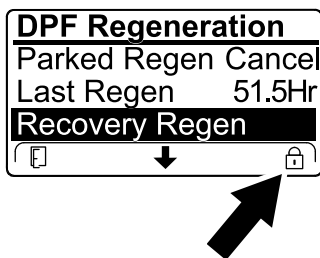 DPF Regeneration
Parked Regen Cancel
Last Regen 51.5Hr
Recovery Regen